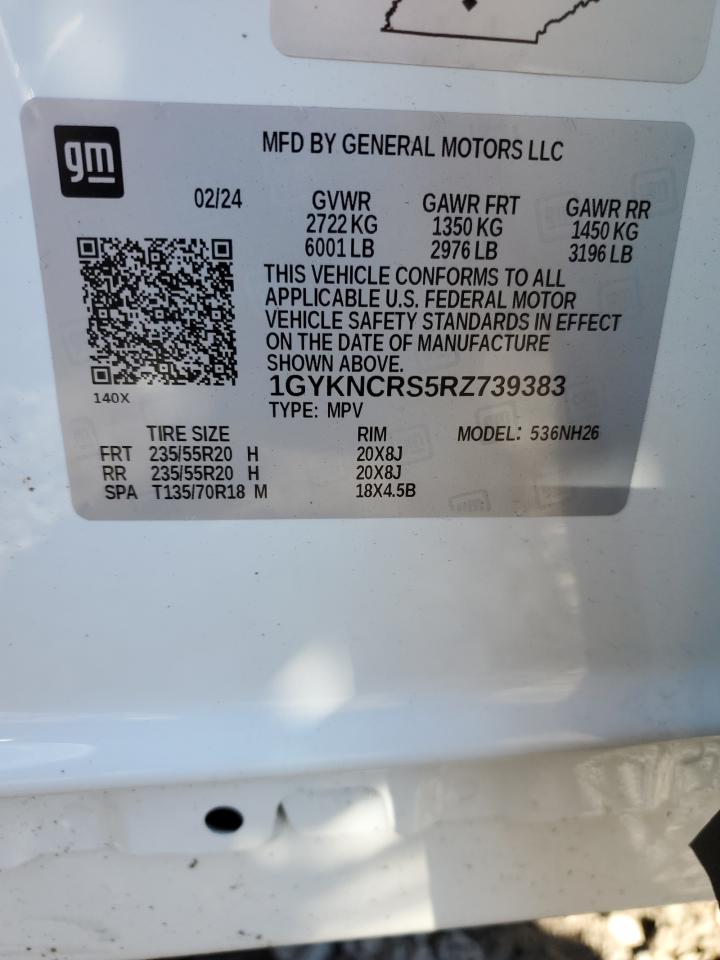 gm
MFD BY GENERAL MOTORS LLC
02/24 GVWR GAWR FRT GAWR RR
2722 KG 1350 KG 1450 KG
6001 LB 2976 LB 3196 LB
THIS VEHICLE CONFORMS TO ALL
APPLICABLE U.S. FEDERAL MOTOR
VEHICLE SAFETY STANDARDS IN EFFECT
ON THE DATE OF MANUFACTURE
SHOWN ABOVE.
140X
1GYKNCRS5RZ739383
TYPE: MPV
TIRE SIZE RIM MODEL: 536NH26
FRT 235/55R20 H 20X8J
RR 235/55R20 H 20X8J
SPA T135/70R18 M 18X4.5B